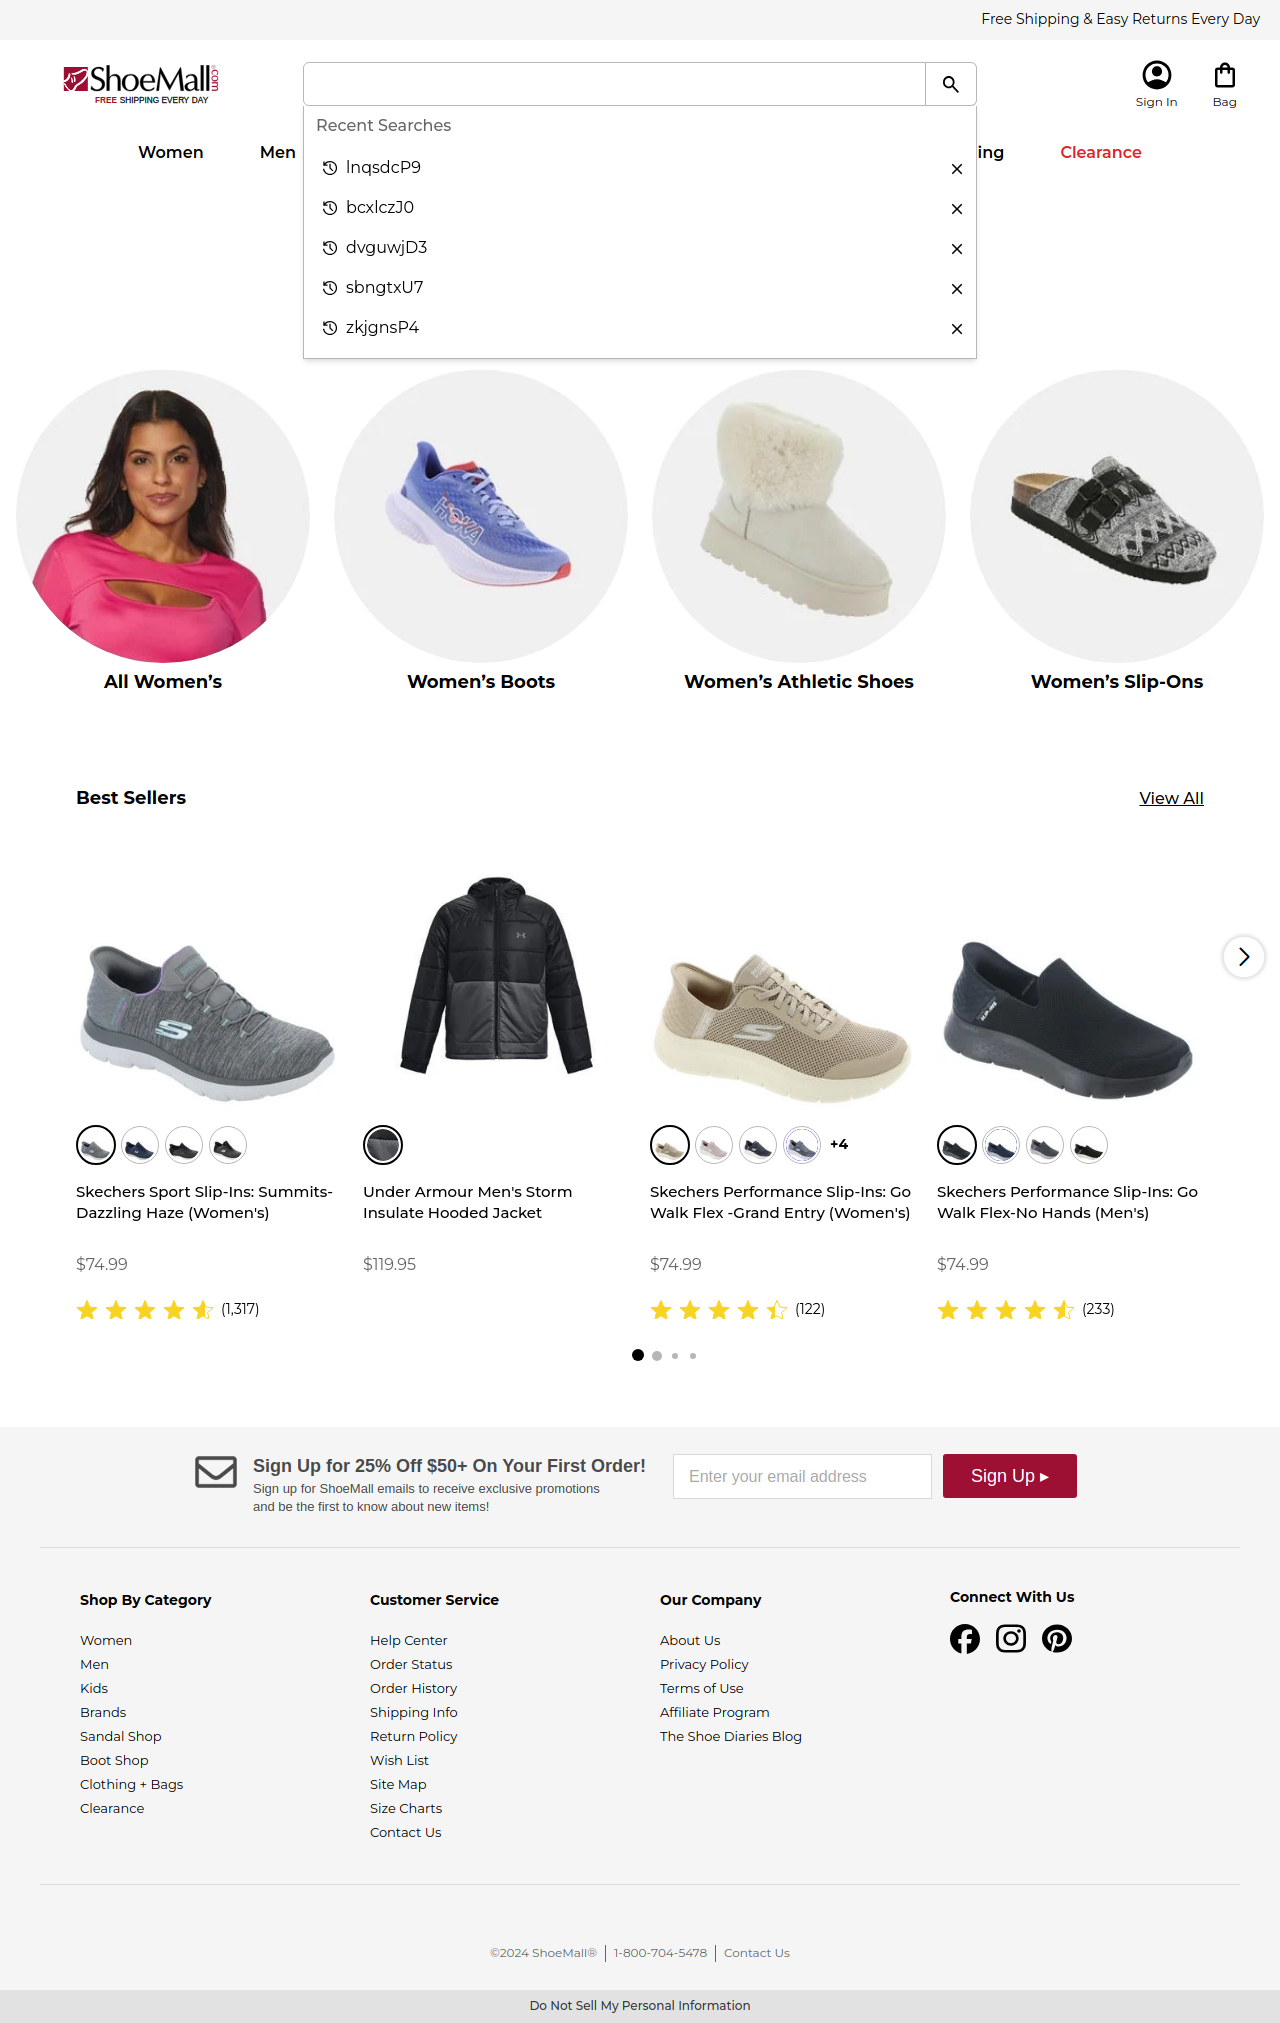 Free Shipping & Easy Returns Every Day
ShoeMall.com
FREE SHIPPING EVERY DAY
Sign In
Bag
Recent Searches
Women
Men
ing
Clearance
lnqsdcP9
bcxlczJ0
dvguwjD3
sbngtxU7
zkjgnsP4
HOKA
All Women’s
Women’s Boots
Women’s Athletic Shoes
Women’s Slip-Ons
Best Sellers
View All
+4
Skechers Sport Slip-Ins: Summits-
Dazzling Haze (Women's)
Under Armour Men's Storm
Insulate Hooded Jacket
Skechers Performance Slip-Ins: Go
Walk Flex -Grand Entry (Women's)
Skechers Performance Slip-Ins: Go
Walk Flex-No Hands (Men's)
$74.99
$119.95
$74.99
$74.99
(1,317)
(122)
(233)
Sign Up for 25% Off $50+ On Your First Order!
Sign up for ShoeMall emails to receive exclusive promotions
and be the first to know about new items!
Enter your email address
Sign Up ▸
Shop By Category
Women
Men
Kids
Brands
Sandal Shop
Boot Shop
Clothing + Bags
Clearance
Customer Service
Help Center
Order Status
Order History
Shipping Info
Return Policy
Wish List
Site Map
Size Charts
Contact Us
Our Company
About Us
Privacy Policy
Terms of Use
Affiliate Program
The Shoe Diaries Blog
Connect With Us
©2024 ShoeMall®
1-800-704-5478
Contact Us
Do Not Sell My Personal Information